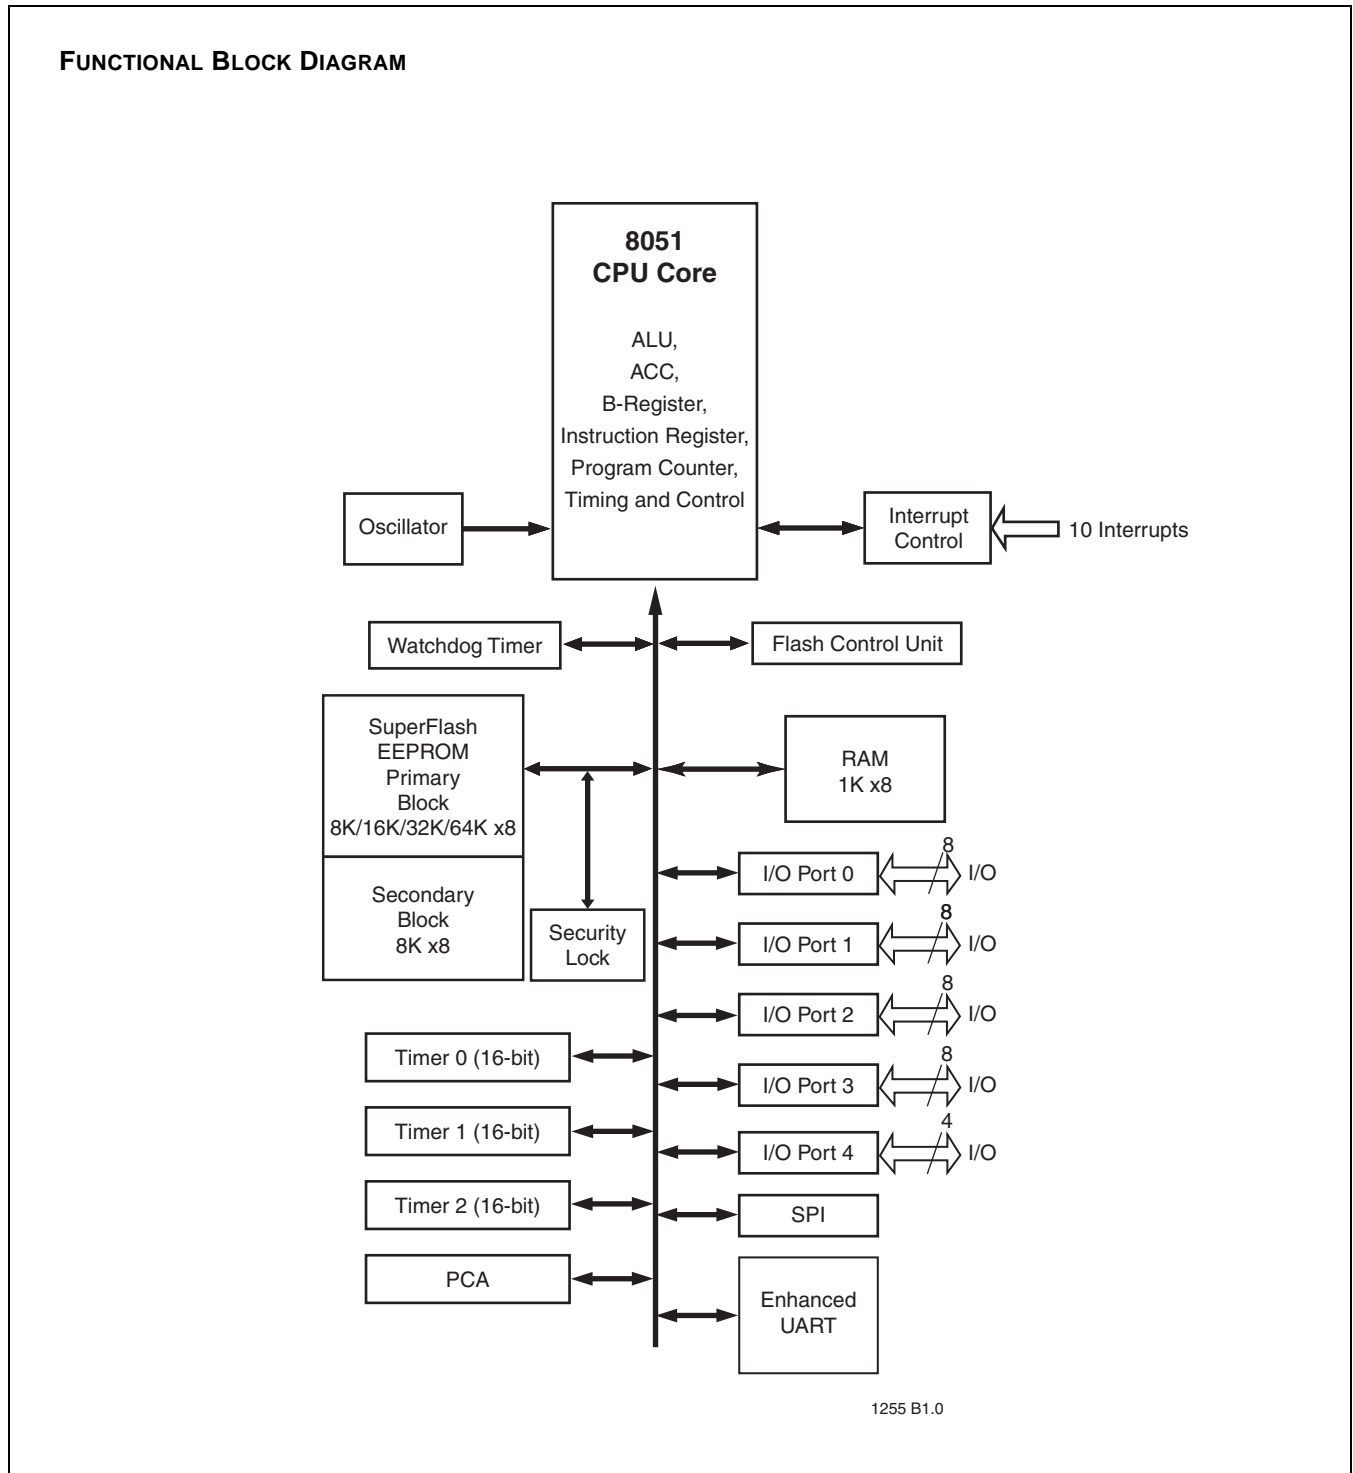 FUNCTIONAL BLOCK DIAGRAM
8051
CPU Core
ALU,
ACC,
B-Register,
Instruction Register,
Program Counter,
Timing and Control
Oscillator
Interrupt
Control
10 Interrupts
Watchdog Timer
Flash Control Unit
SuperFlash
EEPROM
Primary
Block
8K/16K/32K/64K x8
RAM
1K x8
Secondary
Block
8K x8
Security
Lock
I/O Port 0
8
I/O
I/O Port 1
8
I/O
I/O Port 2
8
I/O
I/O Port 3
8
I/O
I/O Port 4
4
I/O
Timer 0 (16-bit)
Timer 1 (16-bit)
Timer 2 (16-bit)
PCA
SPI
Enhanced
UART
1255 B1.0